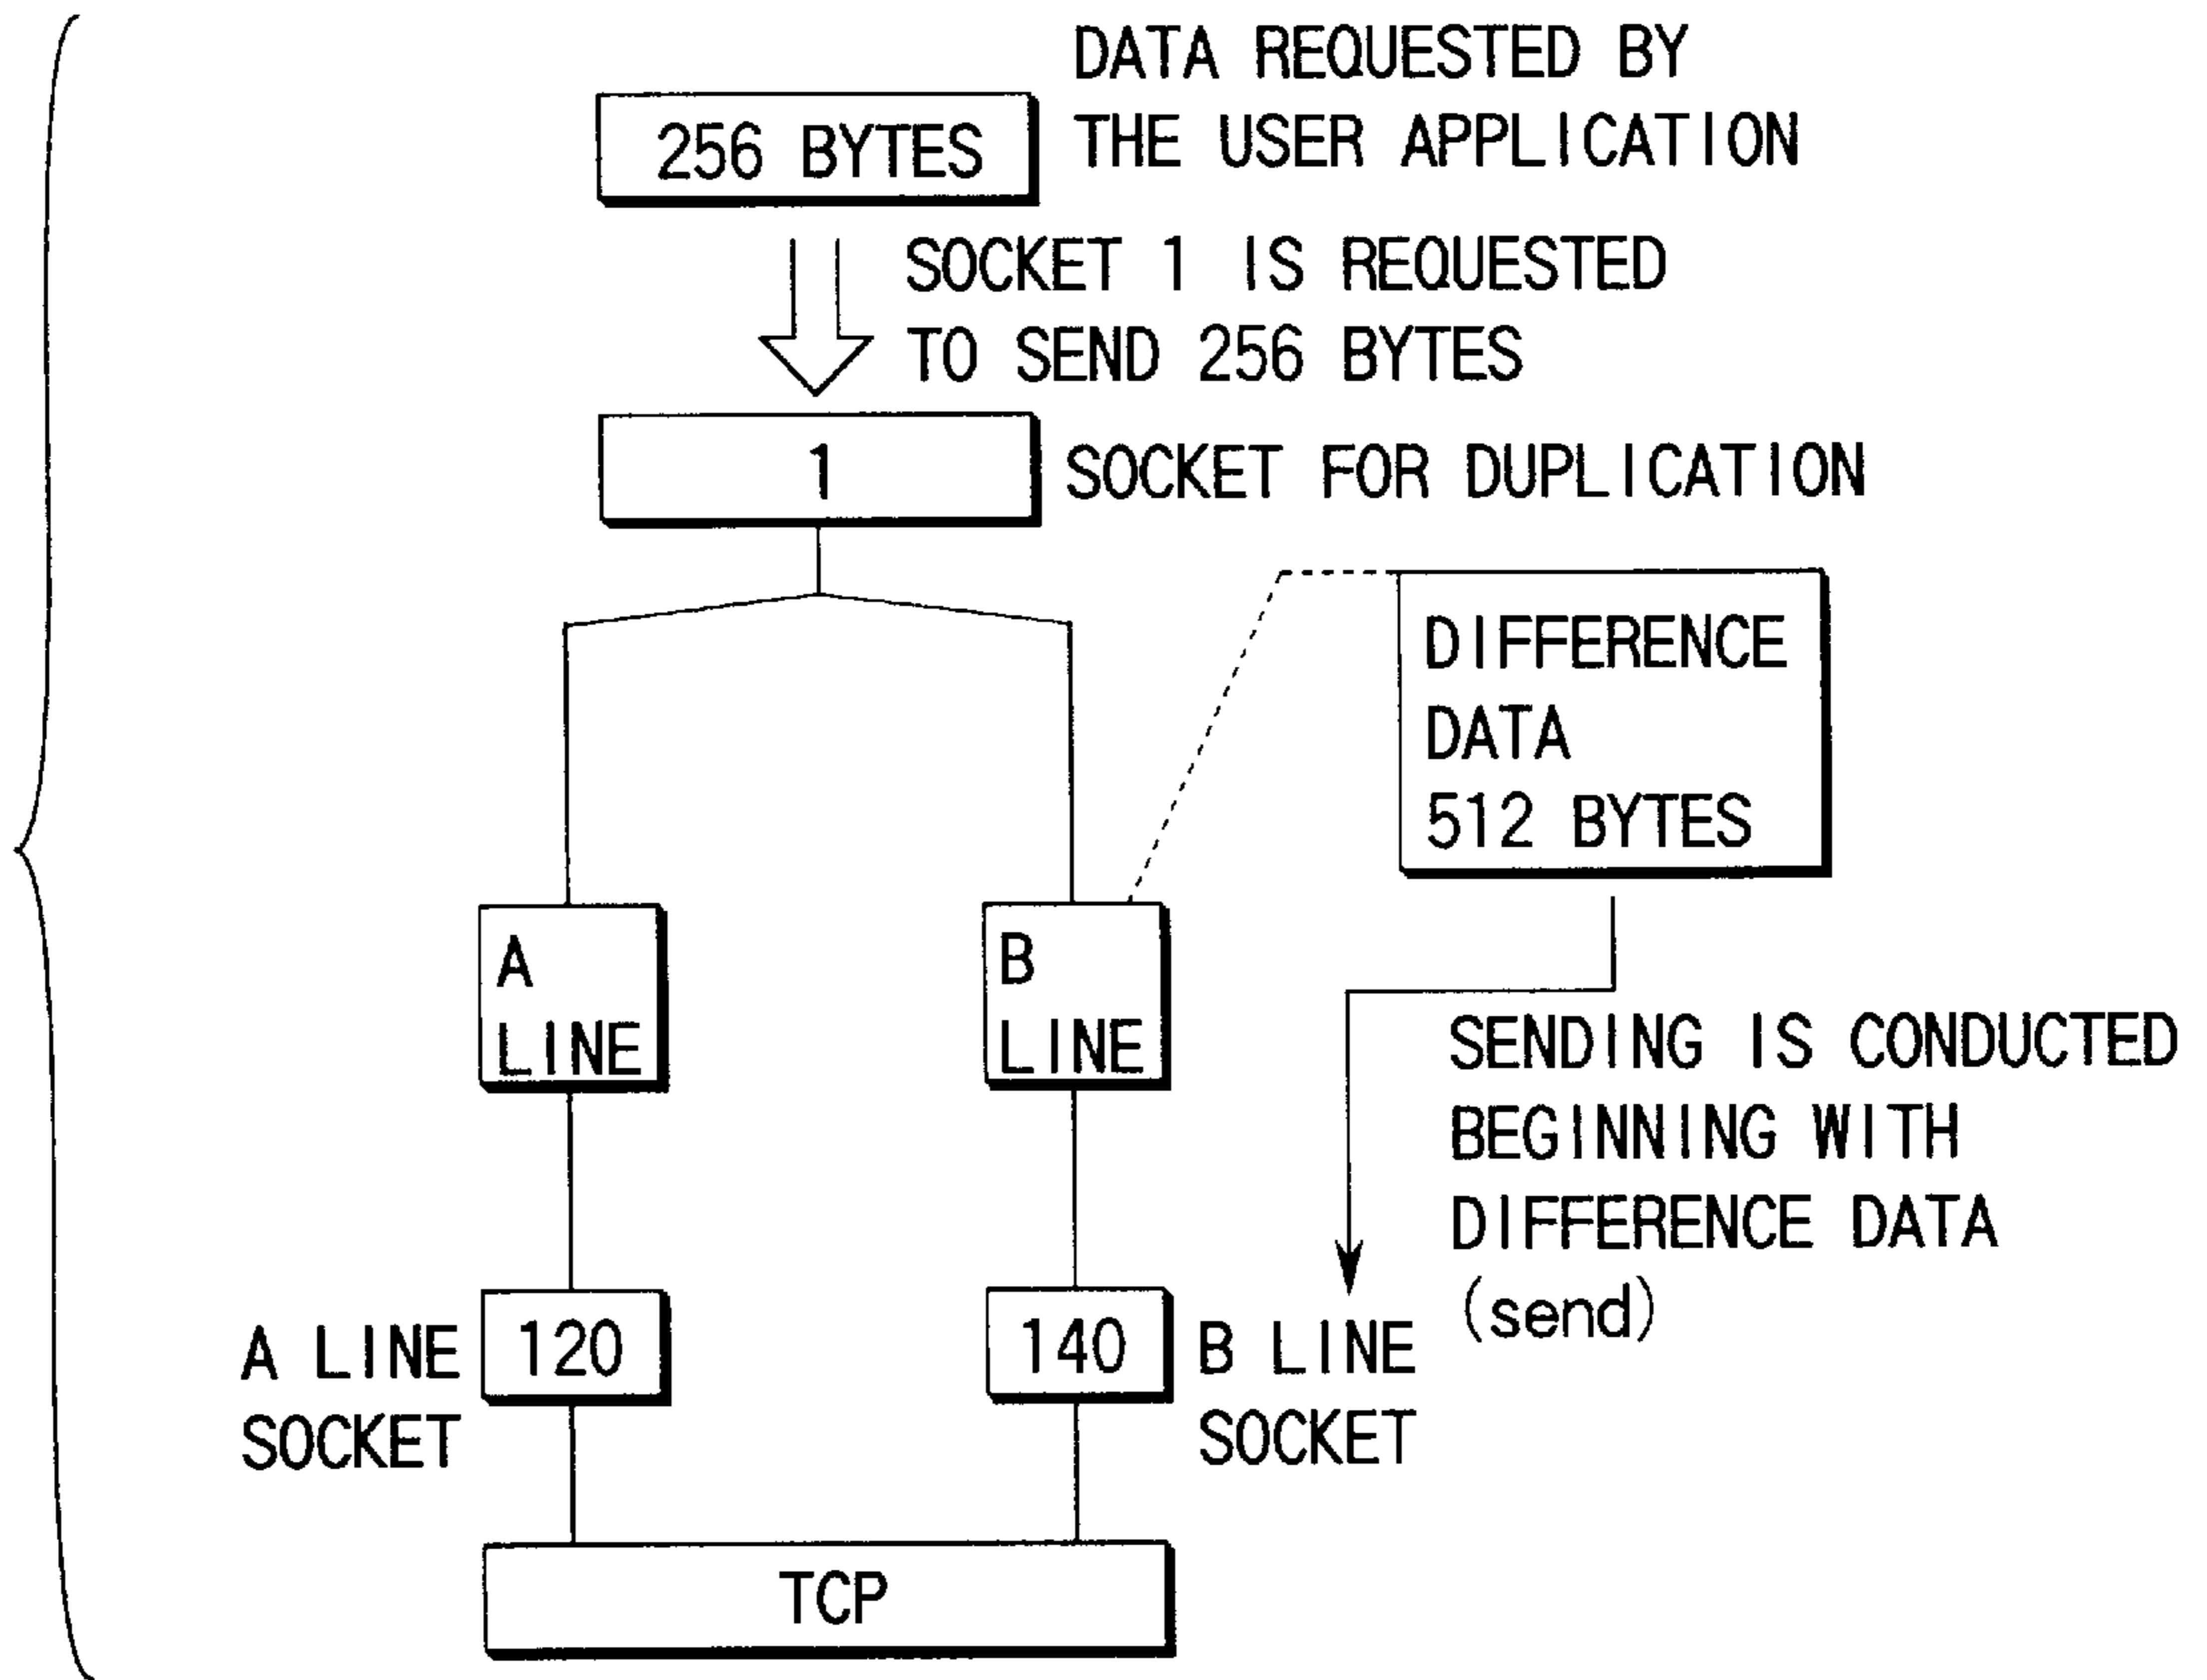 DATA REQUESTED BY
THE USER APPLICATION
256 BYTES
SOCKET 1 IS REQUESTED
TO SEND 256 BYTES
1
SOCKET FOR DUPLICATION
DIFFERENCE
DATA
512 BYTES
A
LINE
B
LINE
SENDING IS CONDUCTED
BEGINNING WITH
DIFFERENCE DATA
(send)
A LINE
SOCKET
120
140
B LINE
SOCKET
TCP